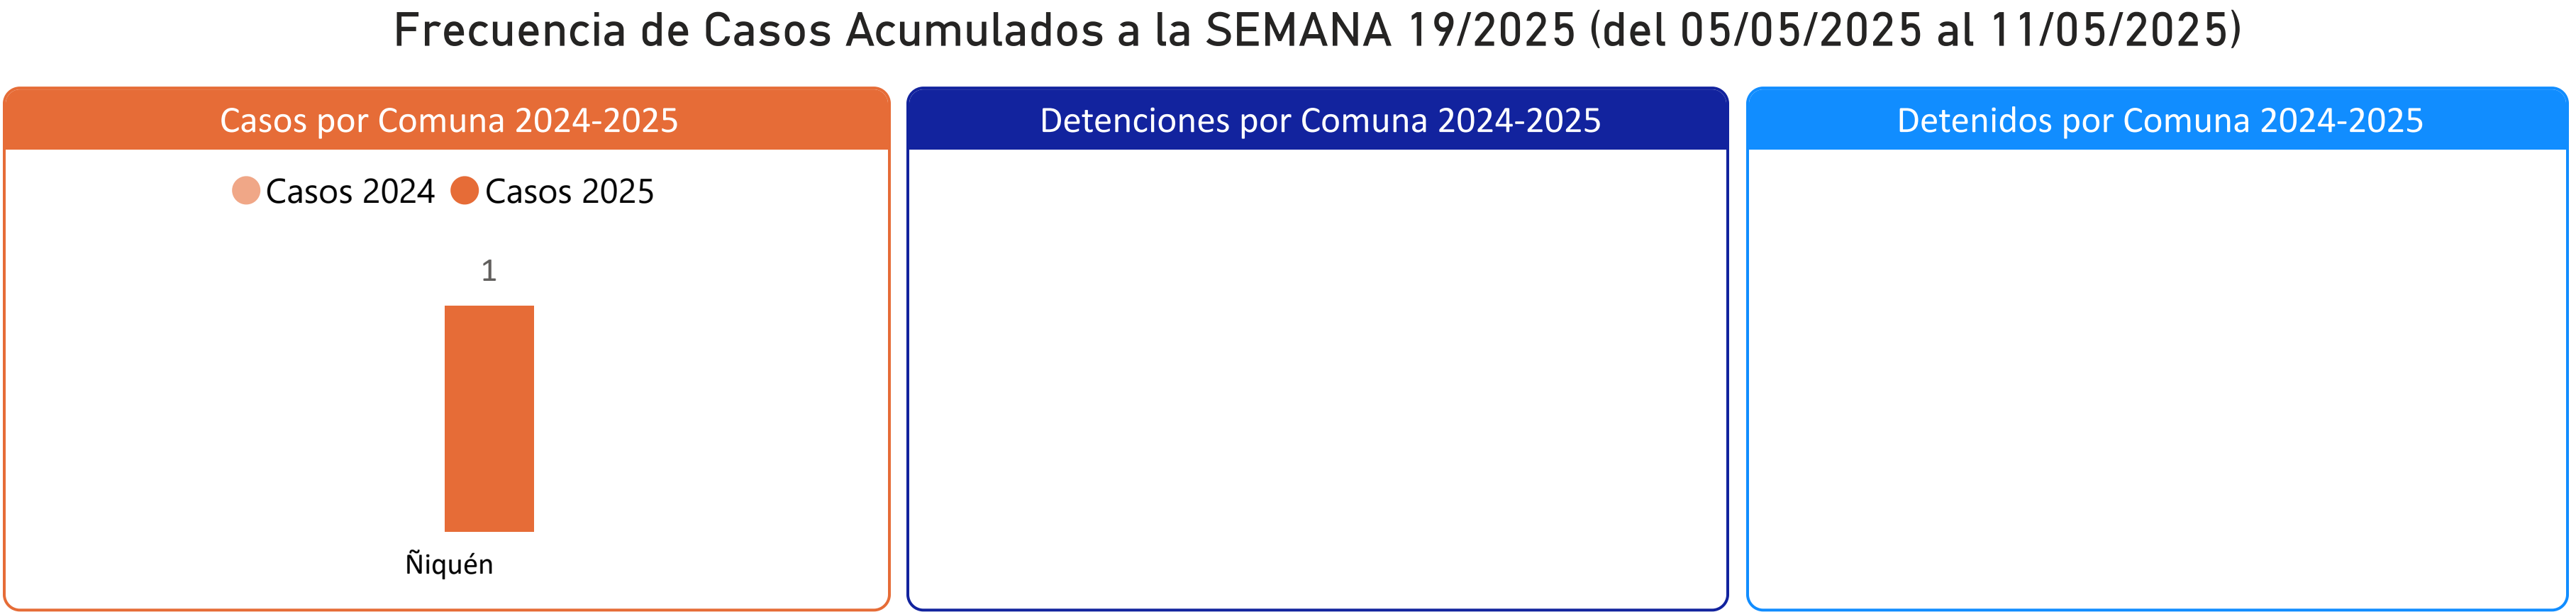 Frecuencia de Casos Acumulados a la SEMANA 19/2025 (del 05/05/2025 al 11/05/2025)
Casos por Comuna 2024-2025
Casos 2024 Casos 2025
1
Ñiquén
Detenciones por Comuna 2024-2025
Detenidos por Comuna 2024-2025